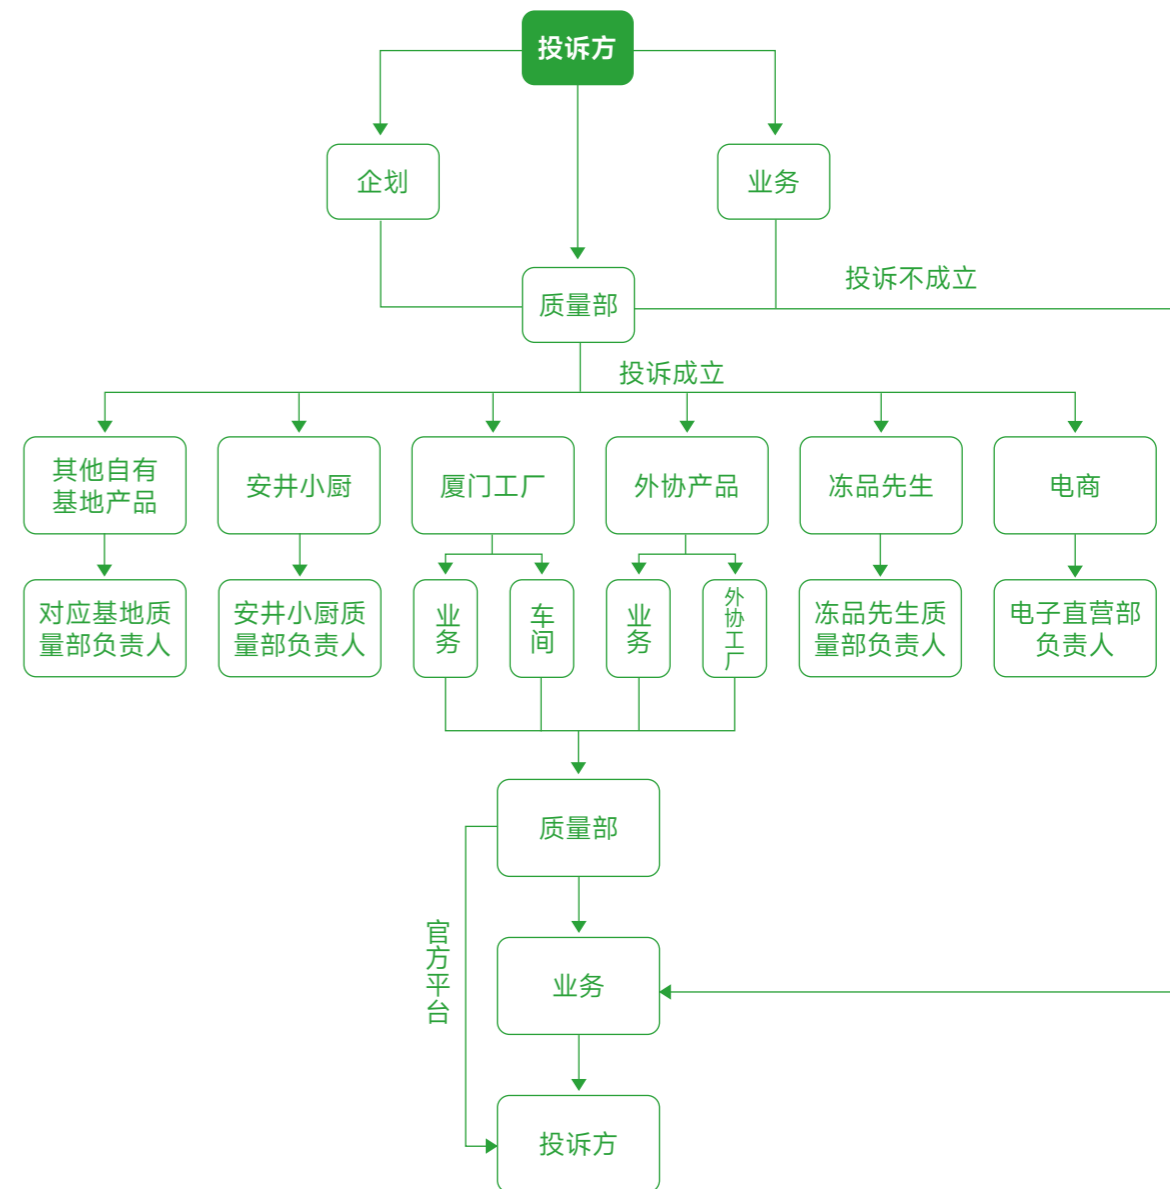 投诉方
企划
业务
质量部
投诉不成立
投诉成立
其他自有
基地产品
安井小厨
厦门工厂
外协产品
冻品先生
电商
对应基地质
量部负责人
安井小厨质
量部负责人
业务
车间
业务
外协工厂
冻品先生质
量部负责人
电子直营部
负责人
质量部
官方平台
业务
投诉方